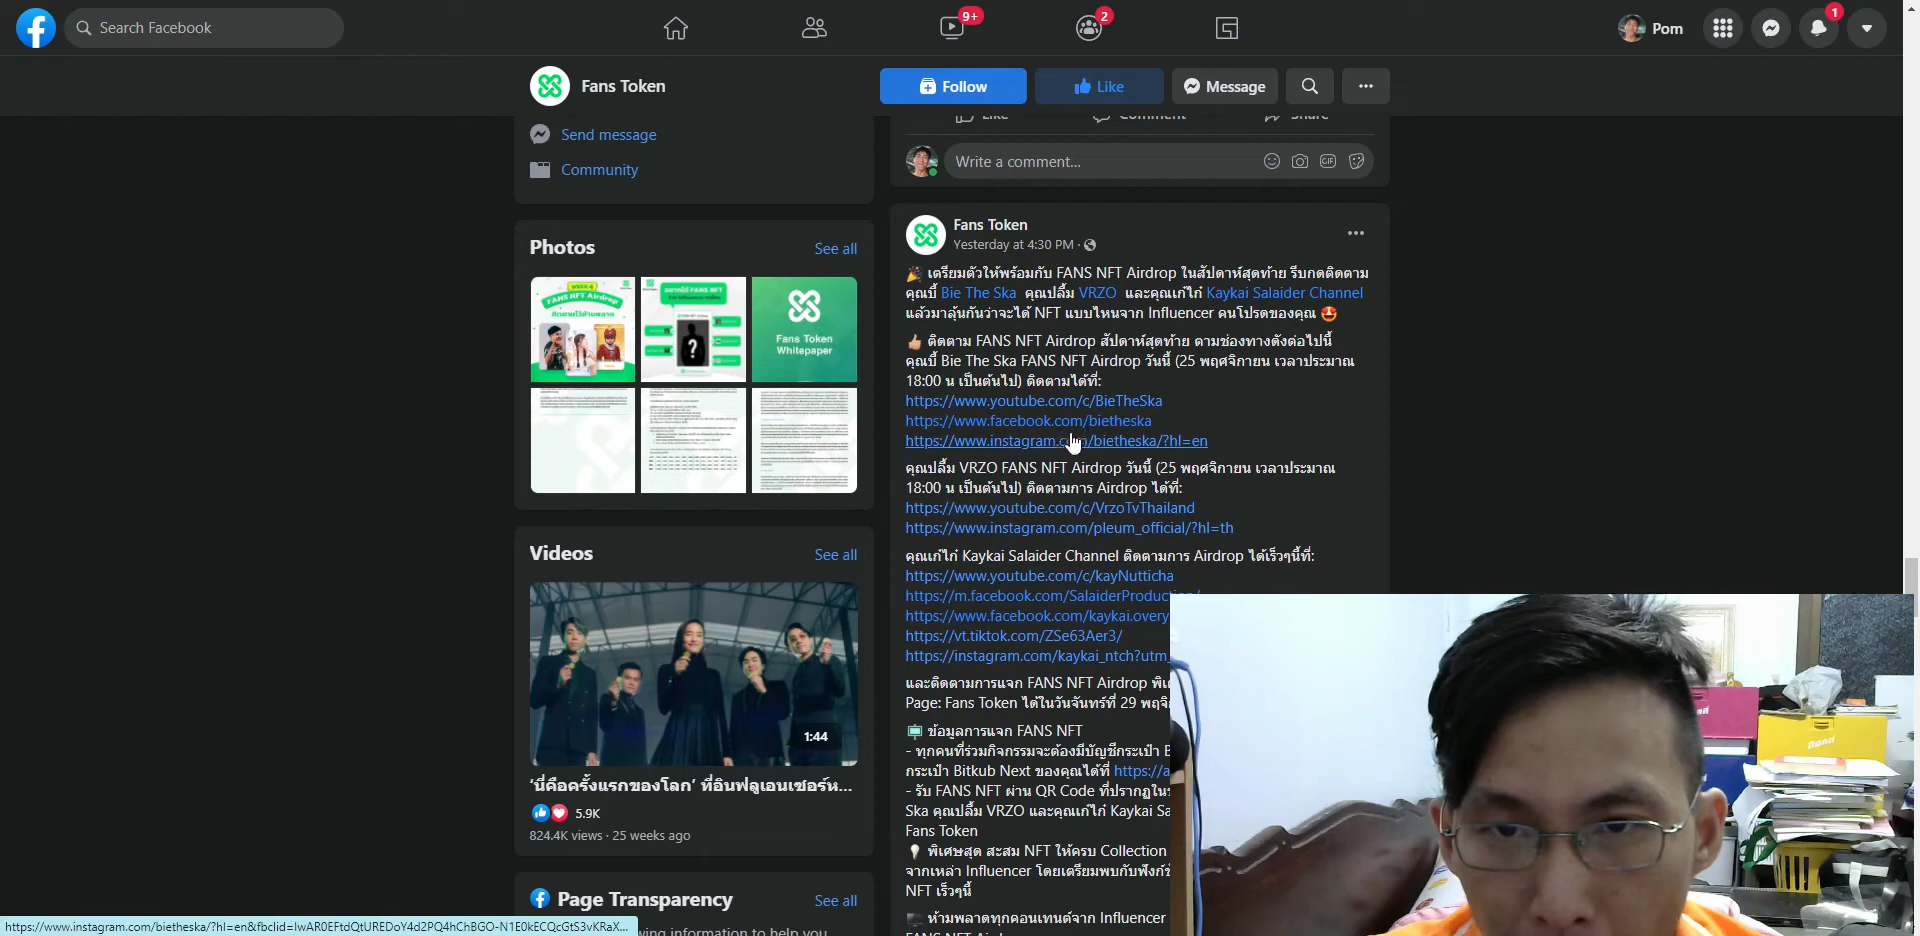 Search Facebook
9+
2
Pom
1
Fans Token
Follow
Like
Message
Send message
Community
Like
Comment
Share
Write a comment...
GIF
Photos
See all
FANS NFT Airdrop
Fans Token
Whitepaper
Videos
See all
1:44
‘นี่คือครั้งแรกของโลก’ ที่อินฟลูเอนเซอร์ห...
5.9K
824.4K views · 25 weeks ago
Page Transparency
See all
Fans Token
Yesterday at 4:30 PM ·
🎉 เตรียมตัวให้พร้อมกับ FANS NFT Airdrop ในสัปดาห์สุดท้าย รีบกดติดตาม
คุณบี้ Bie The Ska คุณปลื้ม VRZO และคุณเก๋ไก๋ Kaykai Salaider Channel
แล้วมาลุ้นกันว่าจะได้ NFT แบบไหนจาก Influencer คนโปรดของคุณ 🤩
👍🏻 ติดตาม FANS NFT Airdrop สัปดาห์สุดท้าย ตามช่องทางดังต่อไปนี้
คุณบี้ Bie The Ska FANS NFT Airdrop วันนี้ (25 พฤศจิกายน เวลาประมาณ
18:00 น เป็นต้นไป) ติดตามได้ที่:
https://www.youtube.com/c/BieTheSka
https://www.facebook.com/bietheska
https://www.instagram.com/bietheska/?hl=en
คุณปลื้ม VRZO FANS NFT Airdrop วันนี้ (25 พฤศจิกายน เวลาประมาณ
18:00 น เป็นต้นไป) ติดตามการ Airdrop ได้ที่:
https://www.youtube.com/c/VrzoTvThailand
https://www.instagram.com/pleum_official/?hl=th
คุณเก๋ไก๋ Kaykai Salaider Channel ติดตามการ Airdrop ได้เร็วๆนี้ที่:
https://www.youtube.com/c/kayNutticha
https://m.facebook.com/SalaiderProduction/
https://www.facebook.com/kaykai.overy
https://vt.tiktok.com/ZSe63Aer3/
https://instagram.com/kaykai_ntch?utm_
และติดตามการแจก FANS NFT Airdrop พิเ
Page: Fans Token ได้ในวันจันทร์ที่ 29 พฤศจิ
ข้อมูลการแจก FANS NFT
- ทุกคนที่ร่วมกิจกรรมจะต้องมีบัญชีกระเป๋า B
กระเป๋า Bitkub Next ของคุณได้ที่ https://a
- รับ FANS NFT ผ่าน QR Code ที่ปรากฏใน
Ska คุณปลื้ม VRZO และคุณเก๋ไก๋ Kaykai Sa
Fans Token
💡 พิเศษสุด สะสม NFT ให้ครบ Collection
จากเหล่า Influencer โดยเตรียมพบกับฟังก์ชั
NFT เร็วๆนี้
ห้ามพลาดทุกคอนเทนต์จาก Influencer
https://www.instagram.com/bietheska/?hl=en&fbclid=IwAR0EFtdQtUREDoY4d2PQ4hChBGO-N1E0kECQcGtS3vKRaX...
wing information to help you